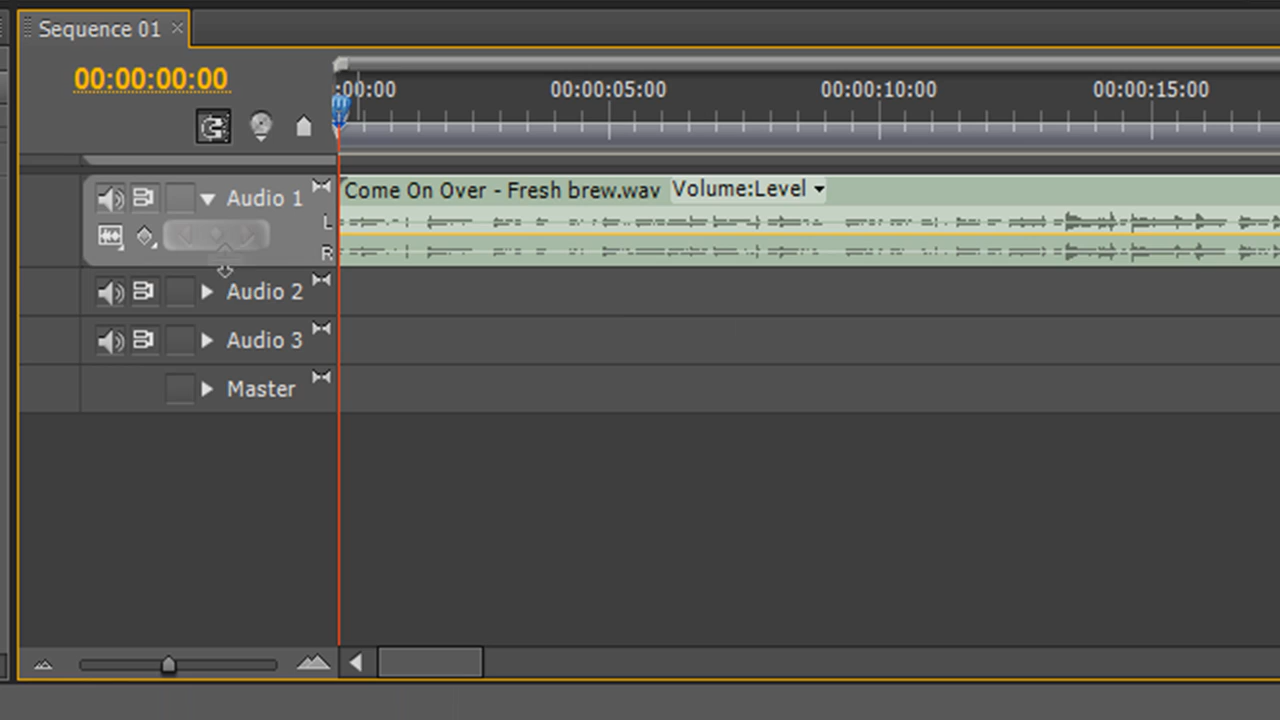 Sequence 01
00:00:00:00
:00:00 00:00:05:00 00:00:10:00 00:00:15:00
Audio 1
Come On Over - Fresh brew.wav Volume:Level
L
R
Audio 2
Audio 3
Master